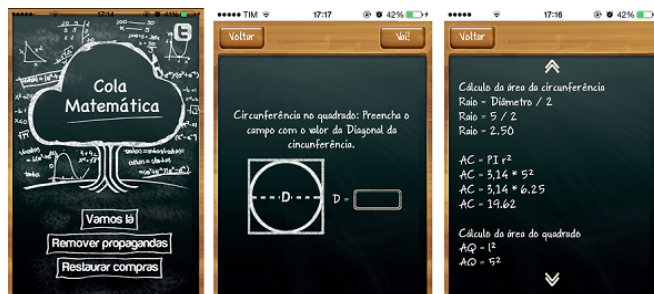 17:14
41%
Cola
Matemática
Vamos lá
Remover propagandas
Restaurar compras
TIM
17:17
42%
Voltar
Vai!
Circunferência no quadrado: Preencha o
campo com o valor da Diagonal da
cincunferência.
D
D =
17:16
42%
Voltar
Cálculo da área da circunferência
Raio - Diâmetro / 2
Raio = 5 / 2
Raio - 2.50
AC = PI r²
AC = 3,14 * 5²
AC = 3,14 * 6.25
AC = 19.62
Cálculo da área do quadrado
AQ = l²
AQ = 5²